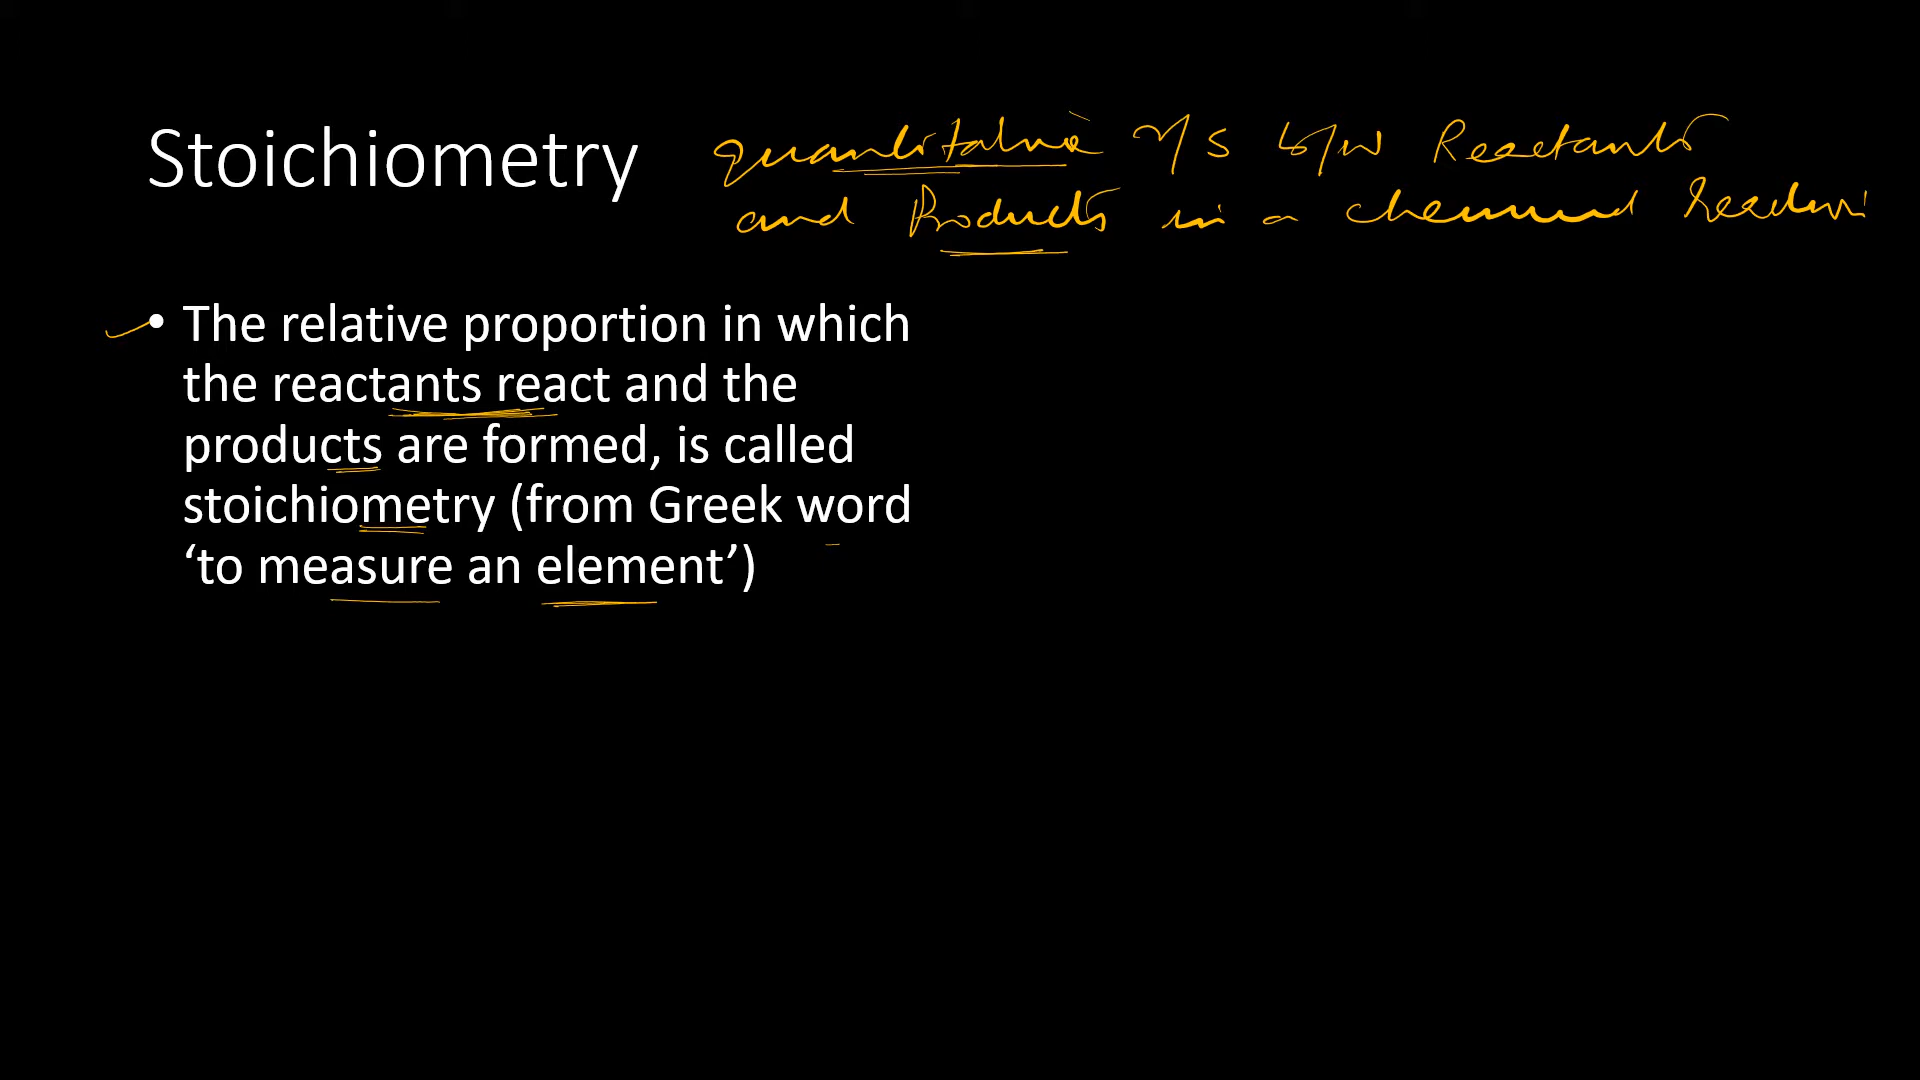 Stoichiometry
quantitative r/s b/w Reactants
and Products in a chemical reaction
• The relative proportion in which
the reactants react and the
products are formed, is called
stoichiometry (from Greek word
‘to measure an element’)